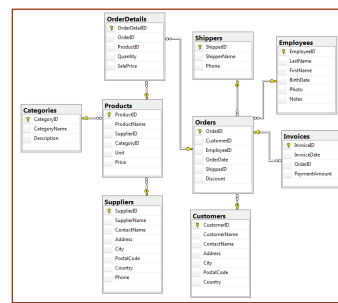 OrderDetails
OrderDetailID
OrderID
ProductID
Quantity
SalePrice
Shippers
ShipperID
ShipperName
Phone
Employees
EmployeeID
LastName
FirstName
BirthDate
Photo
Notes
Categories
CategoryID
CategoryName
Description
Products
ProductID
ProductName
SupplierID
CategoryID
Unit
Price
Orders
OrderID
CustomerID
EmployeeID
OrderDate
ShipperID
Discount
Invoices
InvoiceID
InvoiceDate
OrderID
PaymentAmount
Suppliers
SupplierID
SupplierName
ContactName
Address
City
PostalCode
Country
Phone
Customers
CustomerID
CustomerName
ContactName
Address
City
PostalCode
Country